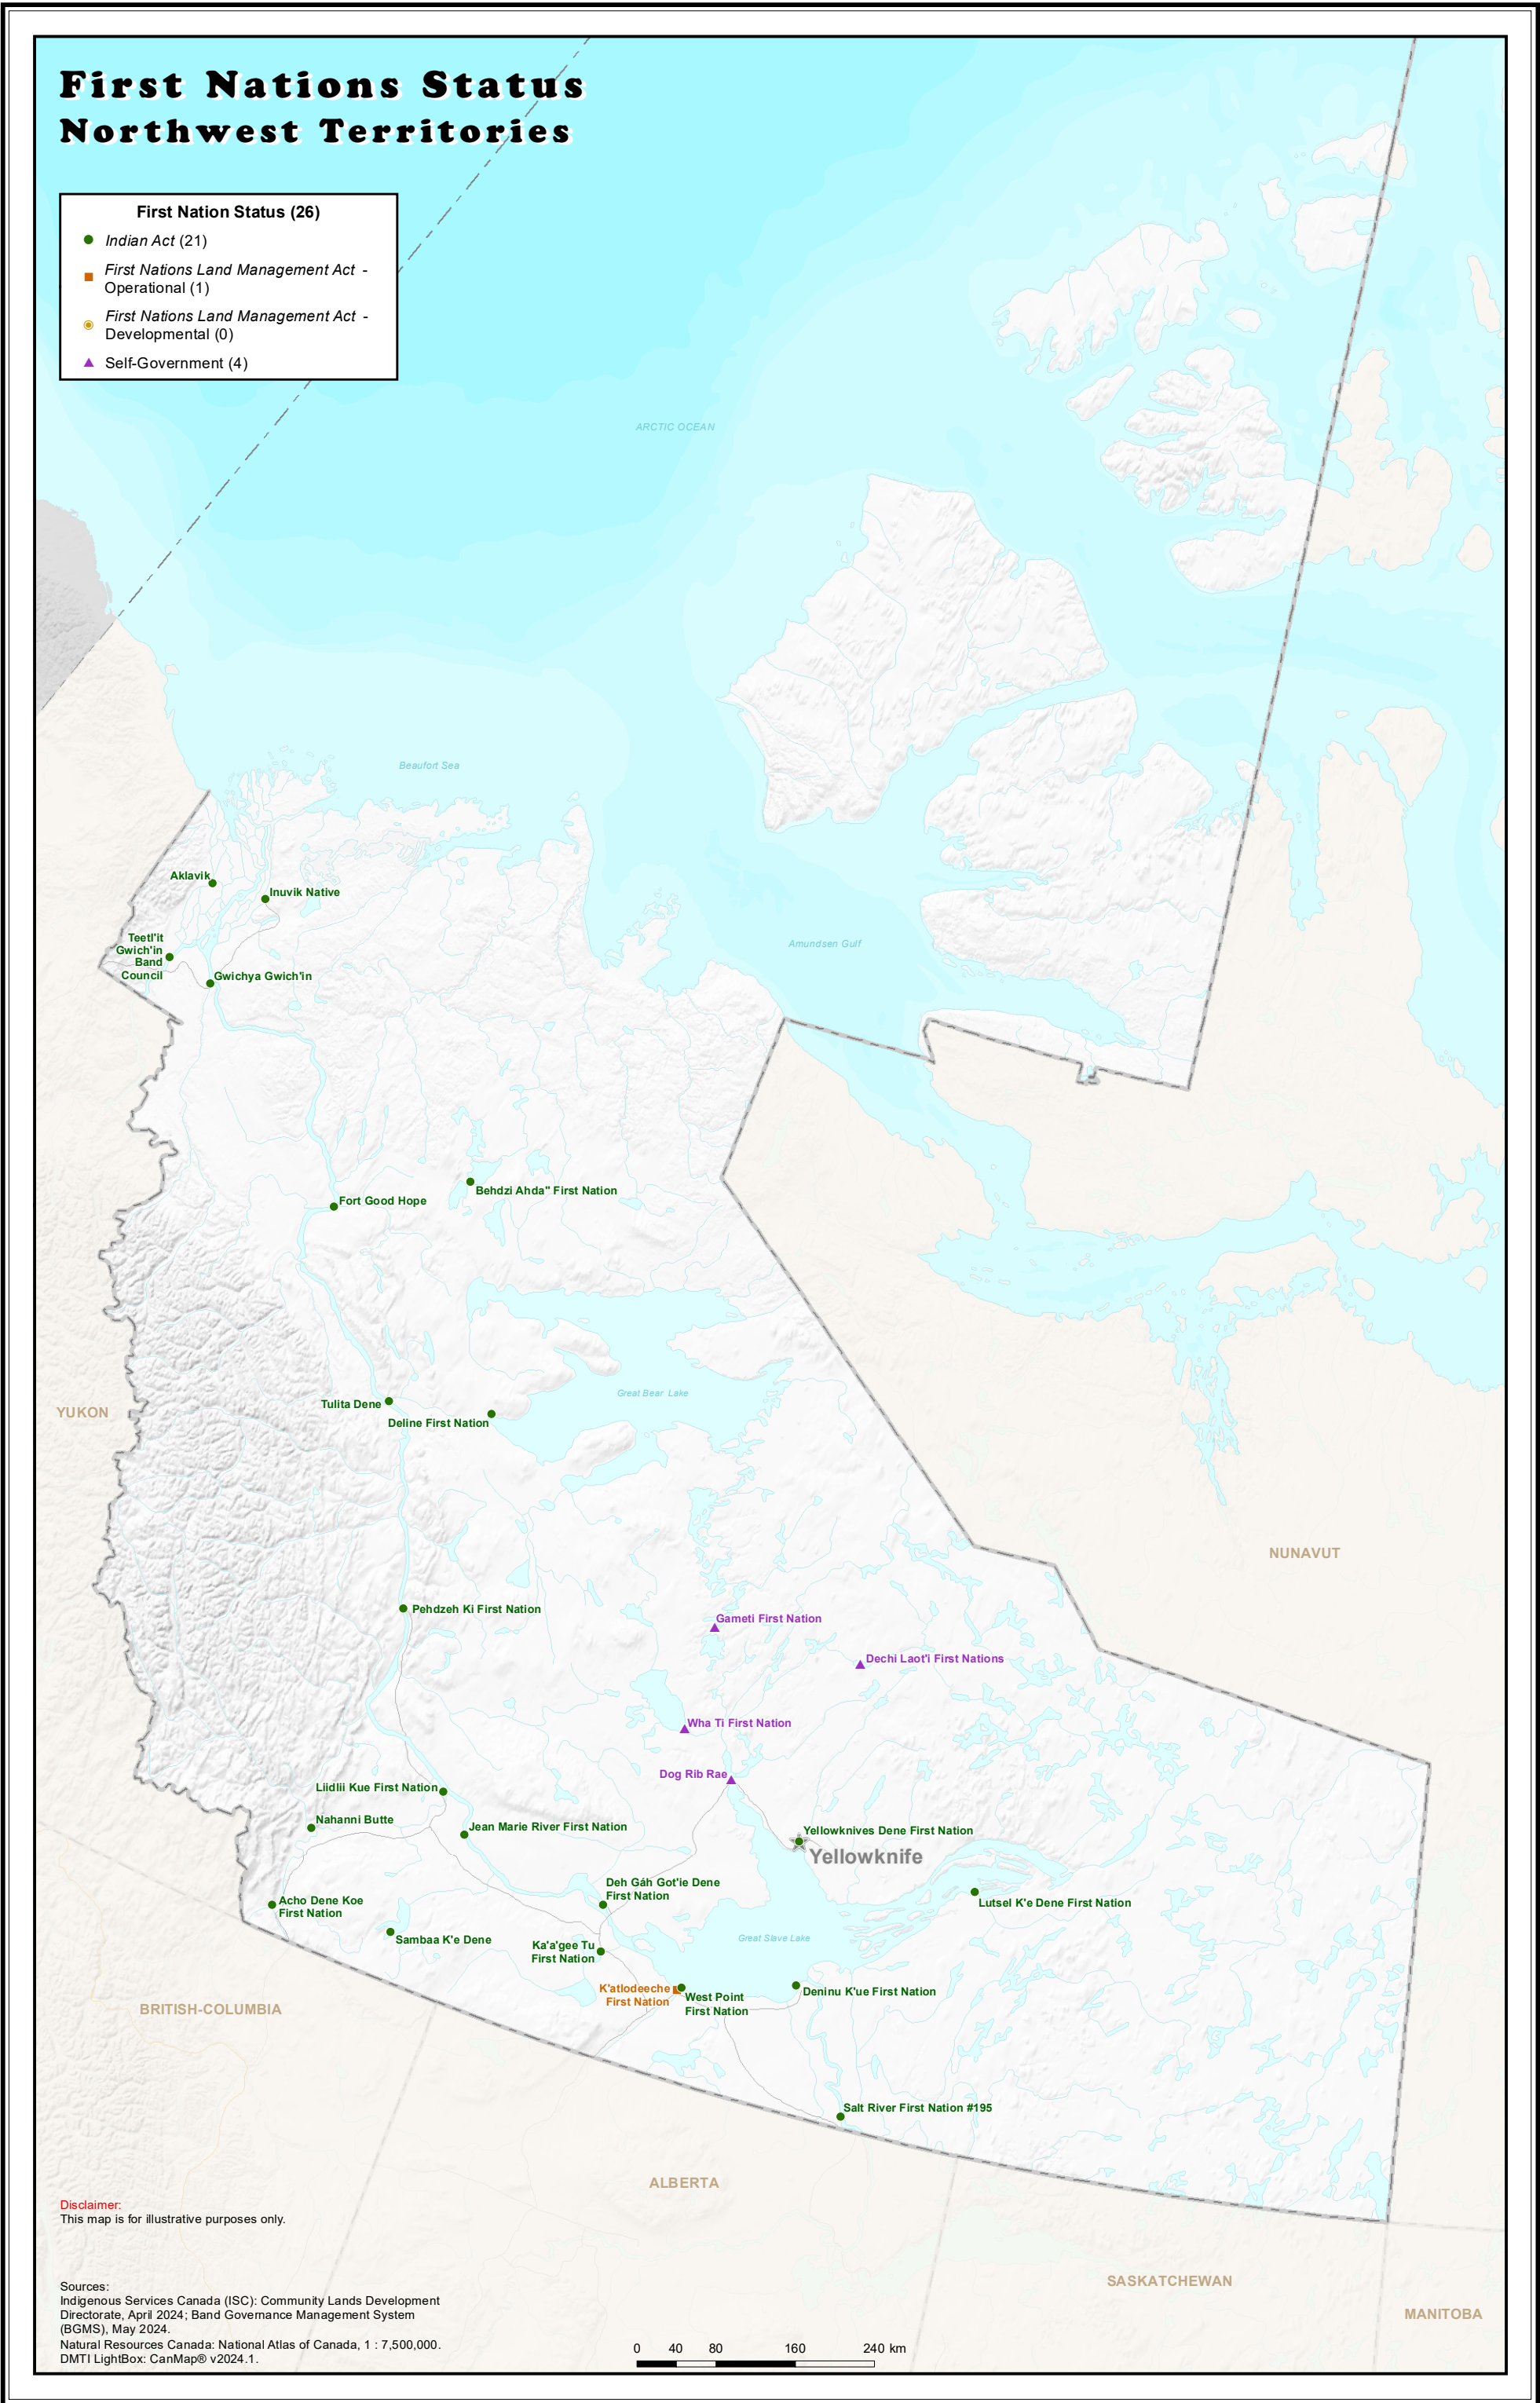 First Nations Status
Northwest Territories
First Nation Status (26)
Indian Act (21)
First Nations Land Management Act -
Operational (1)
First Nations Land Management Act -
Developmental (0)
Self-Government (4)
ARCTIC OCEAN
Beaufort Sea
Aklavik
Inuvik Native
Teetl'it
Gwich'in
Band
Council
Gwichya Gwich'in
Amundsen Gulf
Fort Good Hope
Behdzi Ahda" First Nation
Great Bear Lake
Tulita Dene
Deline First Nation
YUKON
NUNAVUT
Pehdzeh Ki First Nation
Gameti First Nation
Dechi Laot'i First Nations
Wha Ti First Nation
Dog Rib Rae
Liidlii Kue First Nation
Nahanni Butte
Jean Marie River First Nation
Yellowknives Dene First Nation
Yellowknife
Deh Gáh Got'ie Dene
First Nation
Acho Dene Koe
First Nation
Lutsel K'e Dene First Nation
Sambaa K'e Dene
Ka'a'gee Tu
First Nation
Great Slave Lake
K'atlodeeche
First Nation
West Point
First Nation
Deninu K'ue First Nation
BRITISH-COLUMBIA
Salt River First Nation #195
ALBERTA
SASKATCHEWAN
MANITOBA
Disclaimer:
This map is for illustrative purposes only.
Sources:
Indigenous Services Canada (ISC): Community Lands Development
Directorate, April 2024; Band Governance Management System
(BGMS), May 2024.
Natural Resources Canada: National Atlas of Canada, 1 : 7,500,000.
DMTI LightBox: CanMap® v2024.1.
0 40 80 160 240 km